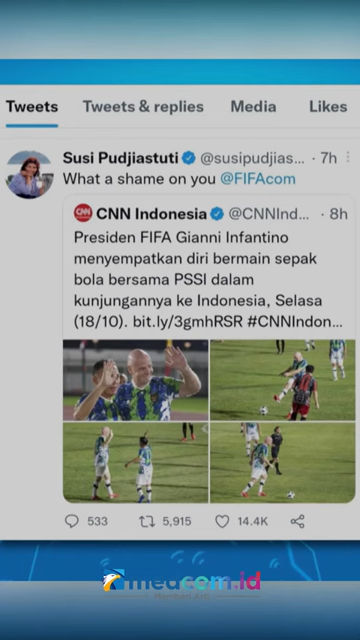 Tweets Tweets & replies Media Likes
Susi Pudjiastuti @susipudjias... · 7h
What a shame on you @FIFAcom
CNN Indonesia @CNNInd... · 8h
Presiden FIFA Gianni Infantino
menyempatkan diri bermain sepak
bola bersama PSSI dalam
kunjungannya ke Indonesia, Selasa
(18/10). bit.ly/3gmhRSR #CNNIndon...
533 5,915 14.4K
medcom.id